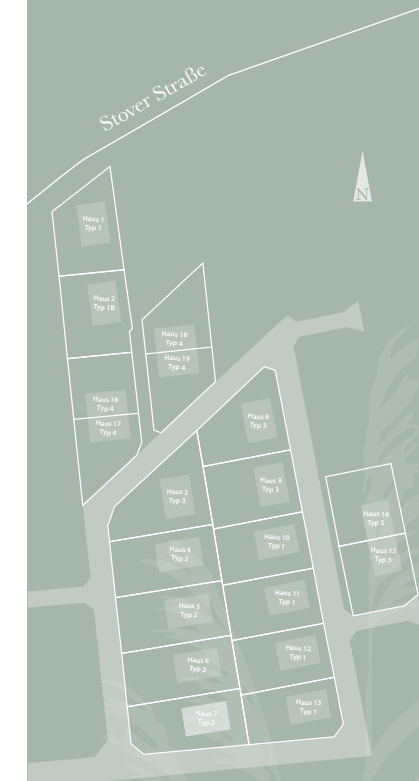 Stover Straße
N
Haus 1
Typ 1
Haus 2
Typ 1B
Haus 18
Typ 4
Haus 19
Typ 4
Haus 16
Typ 4
Haus 17
Typ 4
Haus 8
Typ 3
Haus 9
Typ 3
Haus 3
Typ 3
Haus 14
Typ 5
Haus 10
Typ 1
Haus 4
Typ 2
Haus 15
Typ 5
Haus 11
Typ 1
Haus 5
Typ 2
Haus 12
Typ 1
Haus 6
Typ 2
Haus 13
Typ 1
Haus 7
Typ 2